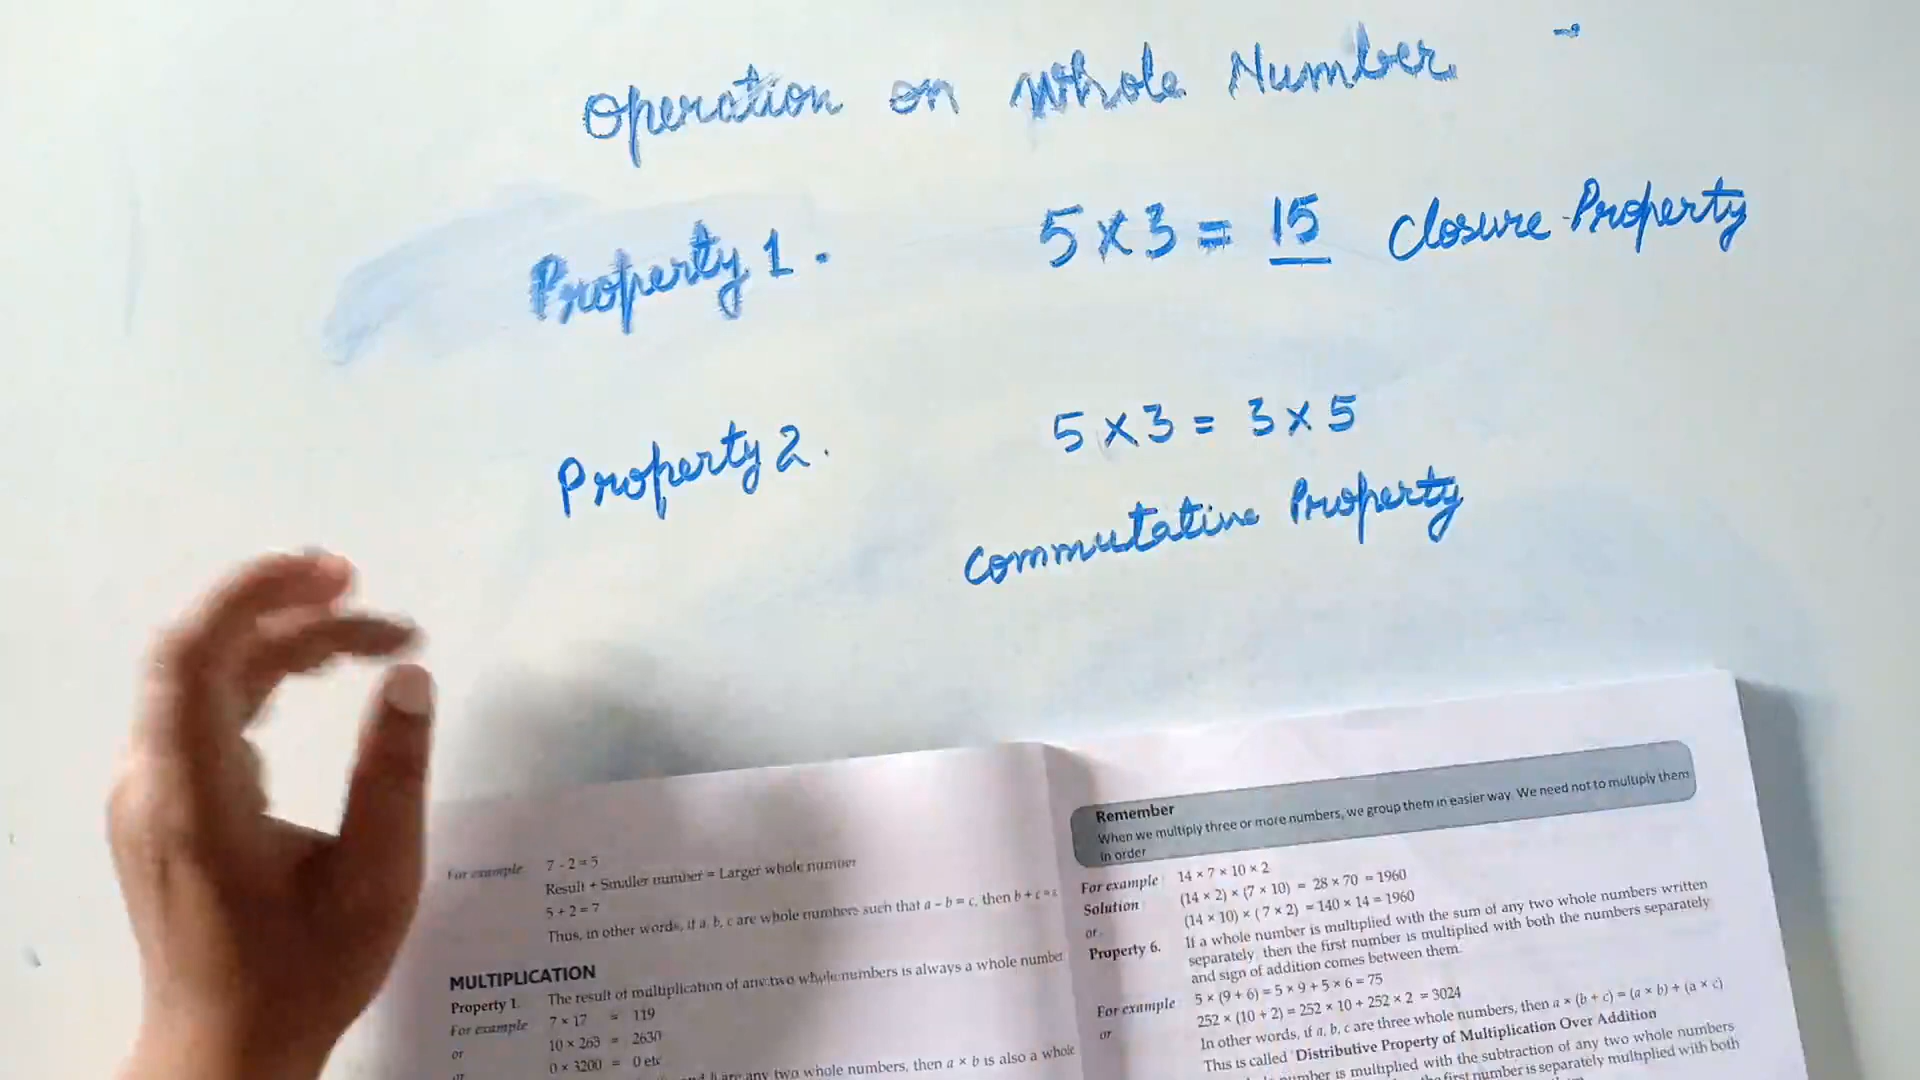 Operation on Whole Number
Property 1.
5 × 3 = 15 Closure Property
Property 2.
5 × 3 = 3 × 5
Commutative Property
For example 7 - 2 = 5
Result + Smaller number = Larger whole number
5 + 2 = 7
Thus, in other words, if a, b, c are whole numbers such that a – b = c, then b + c =
MULTIPLICATION
Property 1. The result of multiplication of any two whole numbers is always a whole number
For example 7 × 17 = 119
or 10 × 263 = 2630
or 0 × 3200 = 0 etc
are any two whole numbers, then a × b is also a whole
Remember
When we multiply three or more numbers, we group them in easier way. We need not to multiply them
in order
For example : 14 × 7 × 10 × 2
Solution : (14 × 2) × (7 × 10) = 28 × 70 = 1960
or (14 × 10) × ( 7 × 2) = 140 × 14 = 1960
Property 6. If a whole number is multiplied with the sum of any two whole numbers written
separately then the first number is multiplied with both the numbers separately
and sign of addition comes between them.
For example : 5 × (9 + 6) = 5 × 9 + 5 × 6 = 75
or 252 × (10 + 2) = 252 × 10 + 252 × 2 = 3024
In other words, if a, b, c are three whole numbers, then a × (b + c) = (a × b) + (a × c)
This is called 'Distributive Property of Multiplication Over Addition
number is multiplied with the subtraction of any two whole numbers
first number is separately multiplied with both